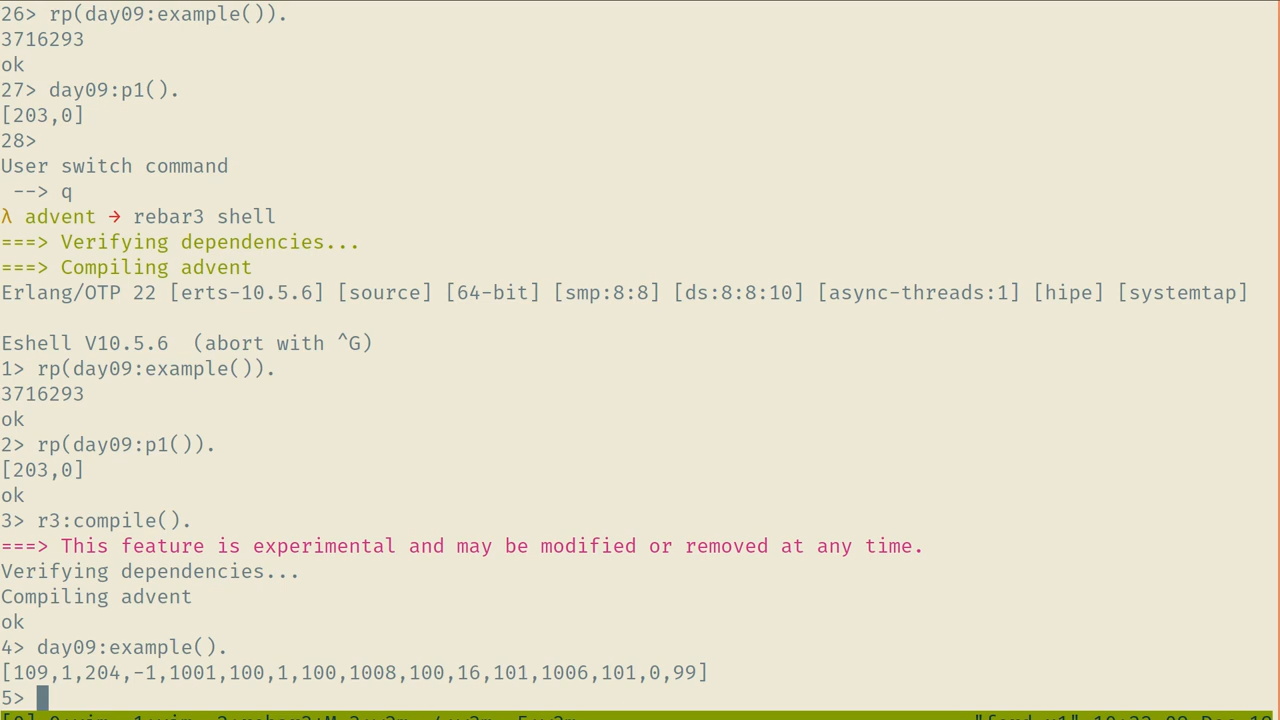 26> rp(day09:example()).
3716293
ok
27> day09:p1().
[203,0]
28>
User switch command
 --> q
λ advent → rebar3 shell
===> Verifying dependencies...
===> Compiling advent
Erlang/OTP 22 [erts-10.5.6] [source] [64-bit] [smp:8:8] [ds:8:8:10] [async-threads:1] [hipe] [systemtap]
Eshell V10.5.6  (abort with ^G)
1> rp(day09:example()).
3716293
ok
2> rp(day09:p1()).
[203,0]
ok
3> r3:compile().
===> This feature is experimental and may be modified or removed at any time.
Verifying dependencies...
Compiling advent
ok
4> day09:example().
[109,1,204,-1,1001,100,1,100,1008,100,16,101,1006,101,0,99]
5>